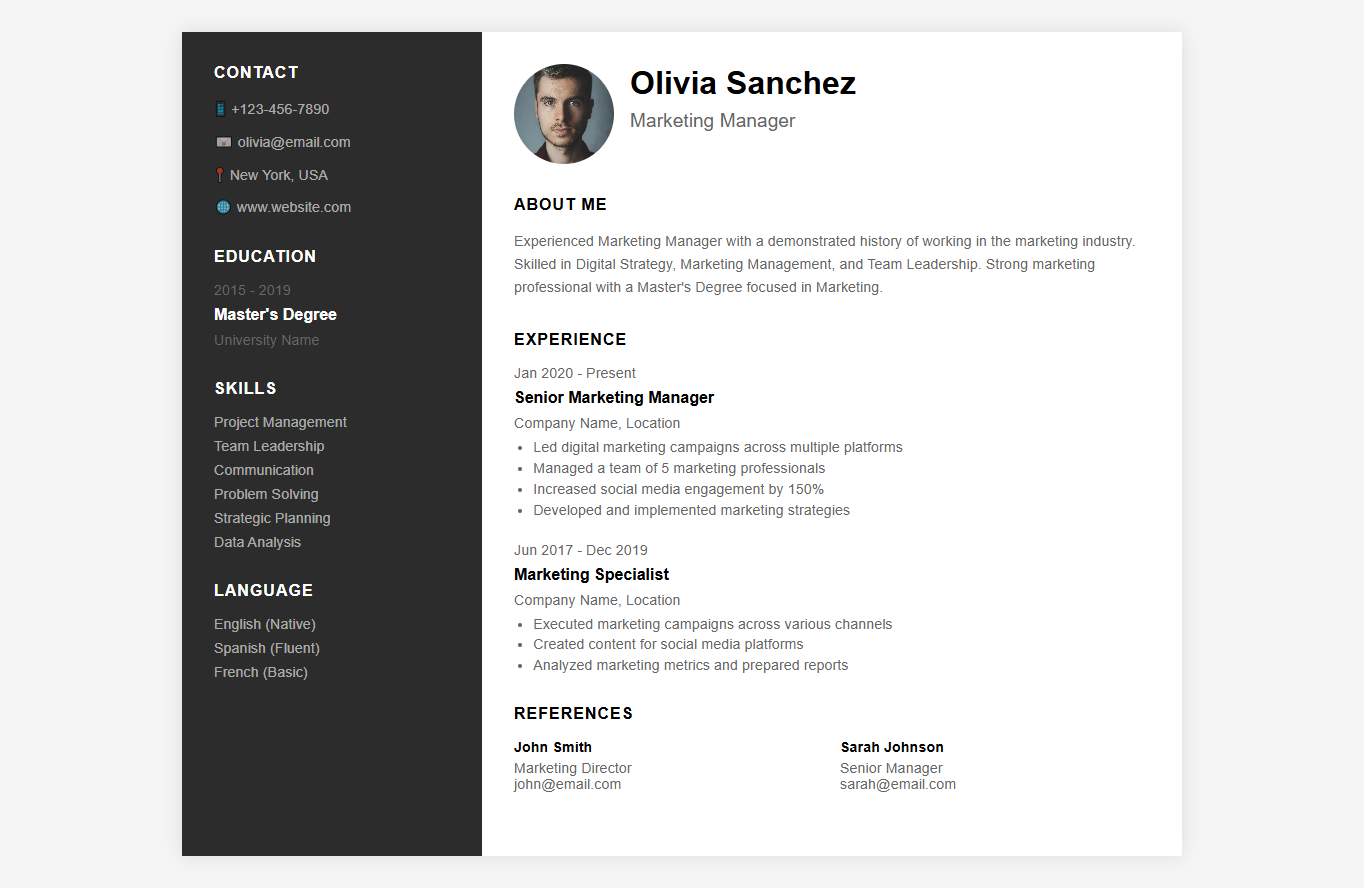 CONTACT
+123-456-7890
olivia@email.com
New York, USA
www.website.com
EDUCATION
2015 - 2019
Master's Degree
University Name
SKILLS
Project Management
Team Leadership
Communication
Problem Solving
Strategic Planning
Data Analysis
LANGUAGE
English (Native)
Spanish (Fluent)
French (Basic)
Olivia Sanchez
Marketing Manager
ABOUT ME
Experienced Marketing Manager with a demonstrated history of working in the marketing industry.
Skilled in Digital Strategy, Marketing Management, and Team Leadership. Strong marketing
professional with a Master's Degree focused in Marketing.
EXPERIENCE
Jan 2020 - Present
Senior Marketing Manager
Company Name, Location
• Led digital marketing campaigns across multiple platforms
• Managed a team of 5 marketing professionals
• Increased social media engagement by 150%
• Developed and implemented marketing strategies
Jun 2017 - Dec 2019
Marketing Specialist
Company Name, Location
• Executed marketing campaigns across various channels
• Created content for social media platforms
• Analyzed marketing metrics and prepared reports
REFERENCES
John Smith
Marketing Director
john@email.com
Sarah Johnson
Senior Manager
sarah@email.com